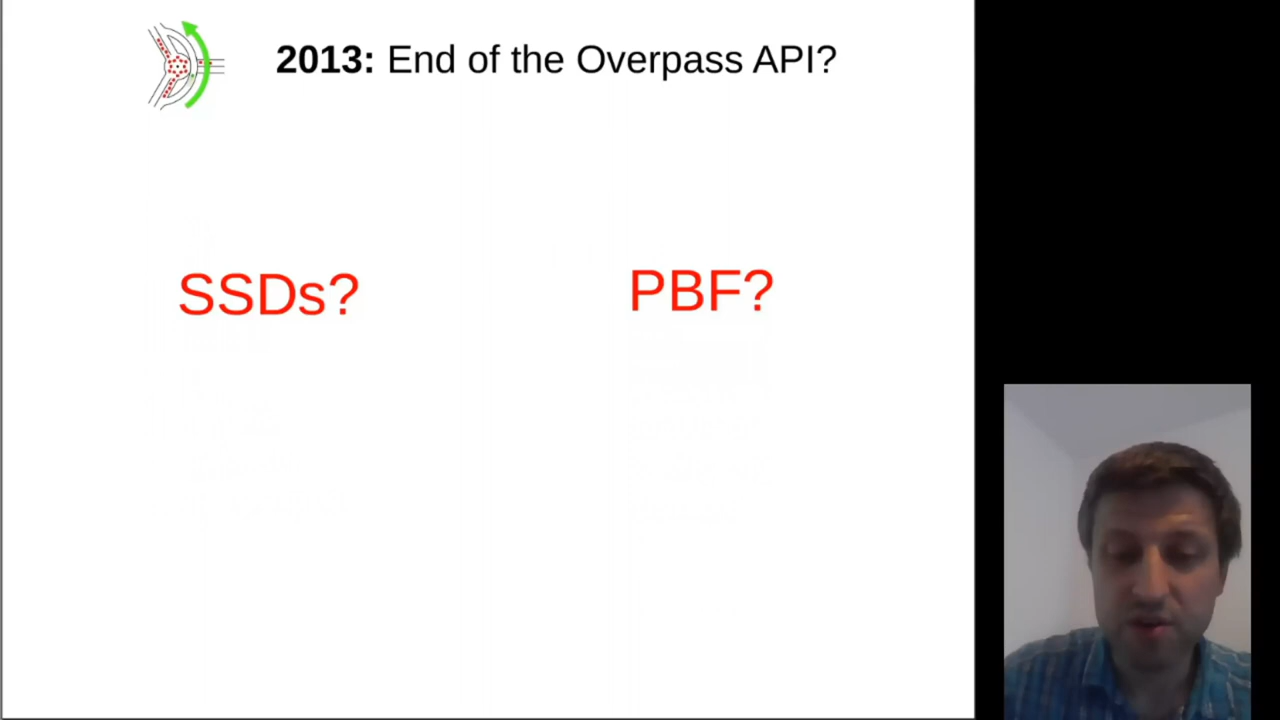 2013: End of the Overpass API?
SSDs? PBF?